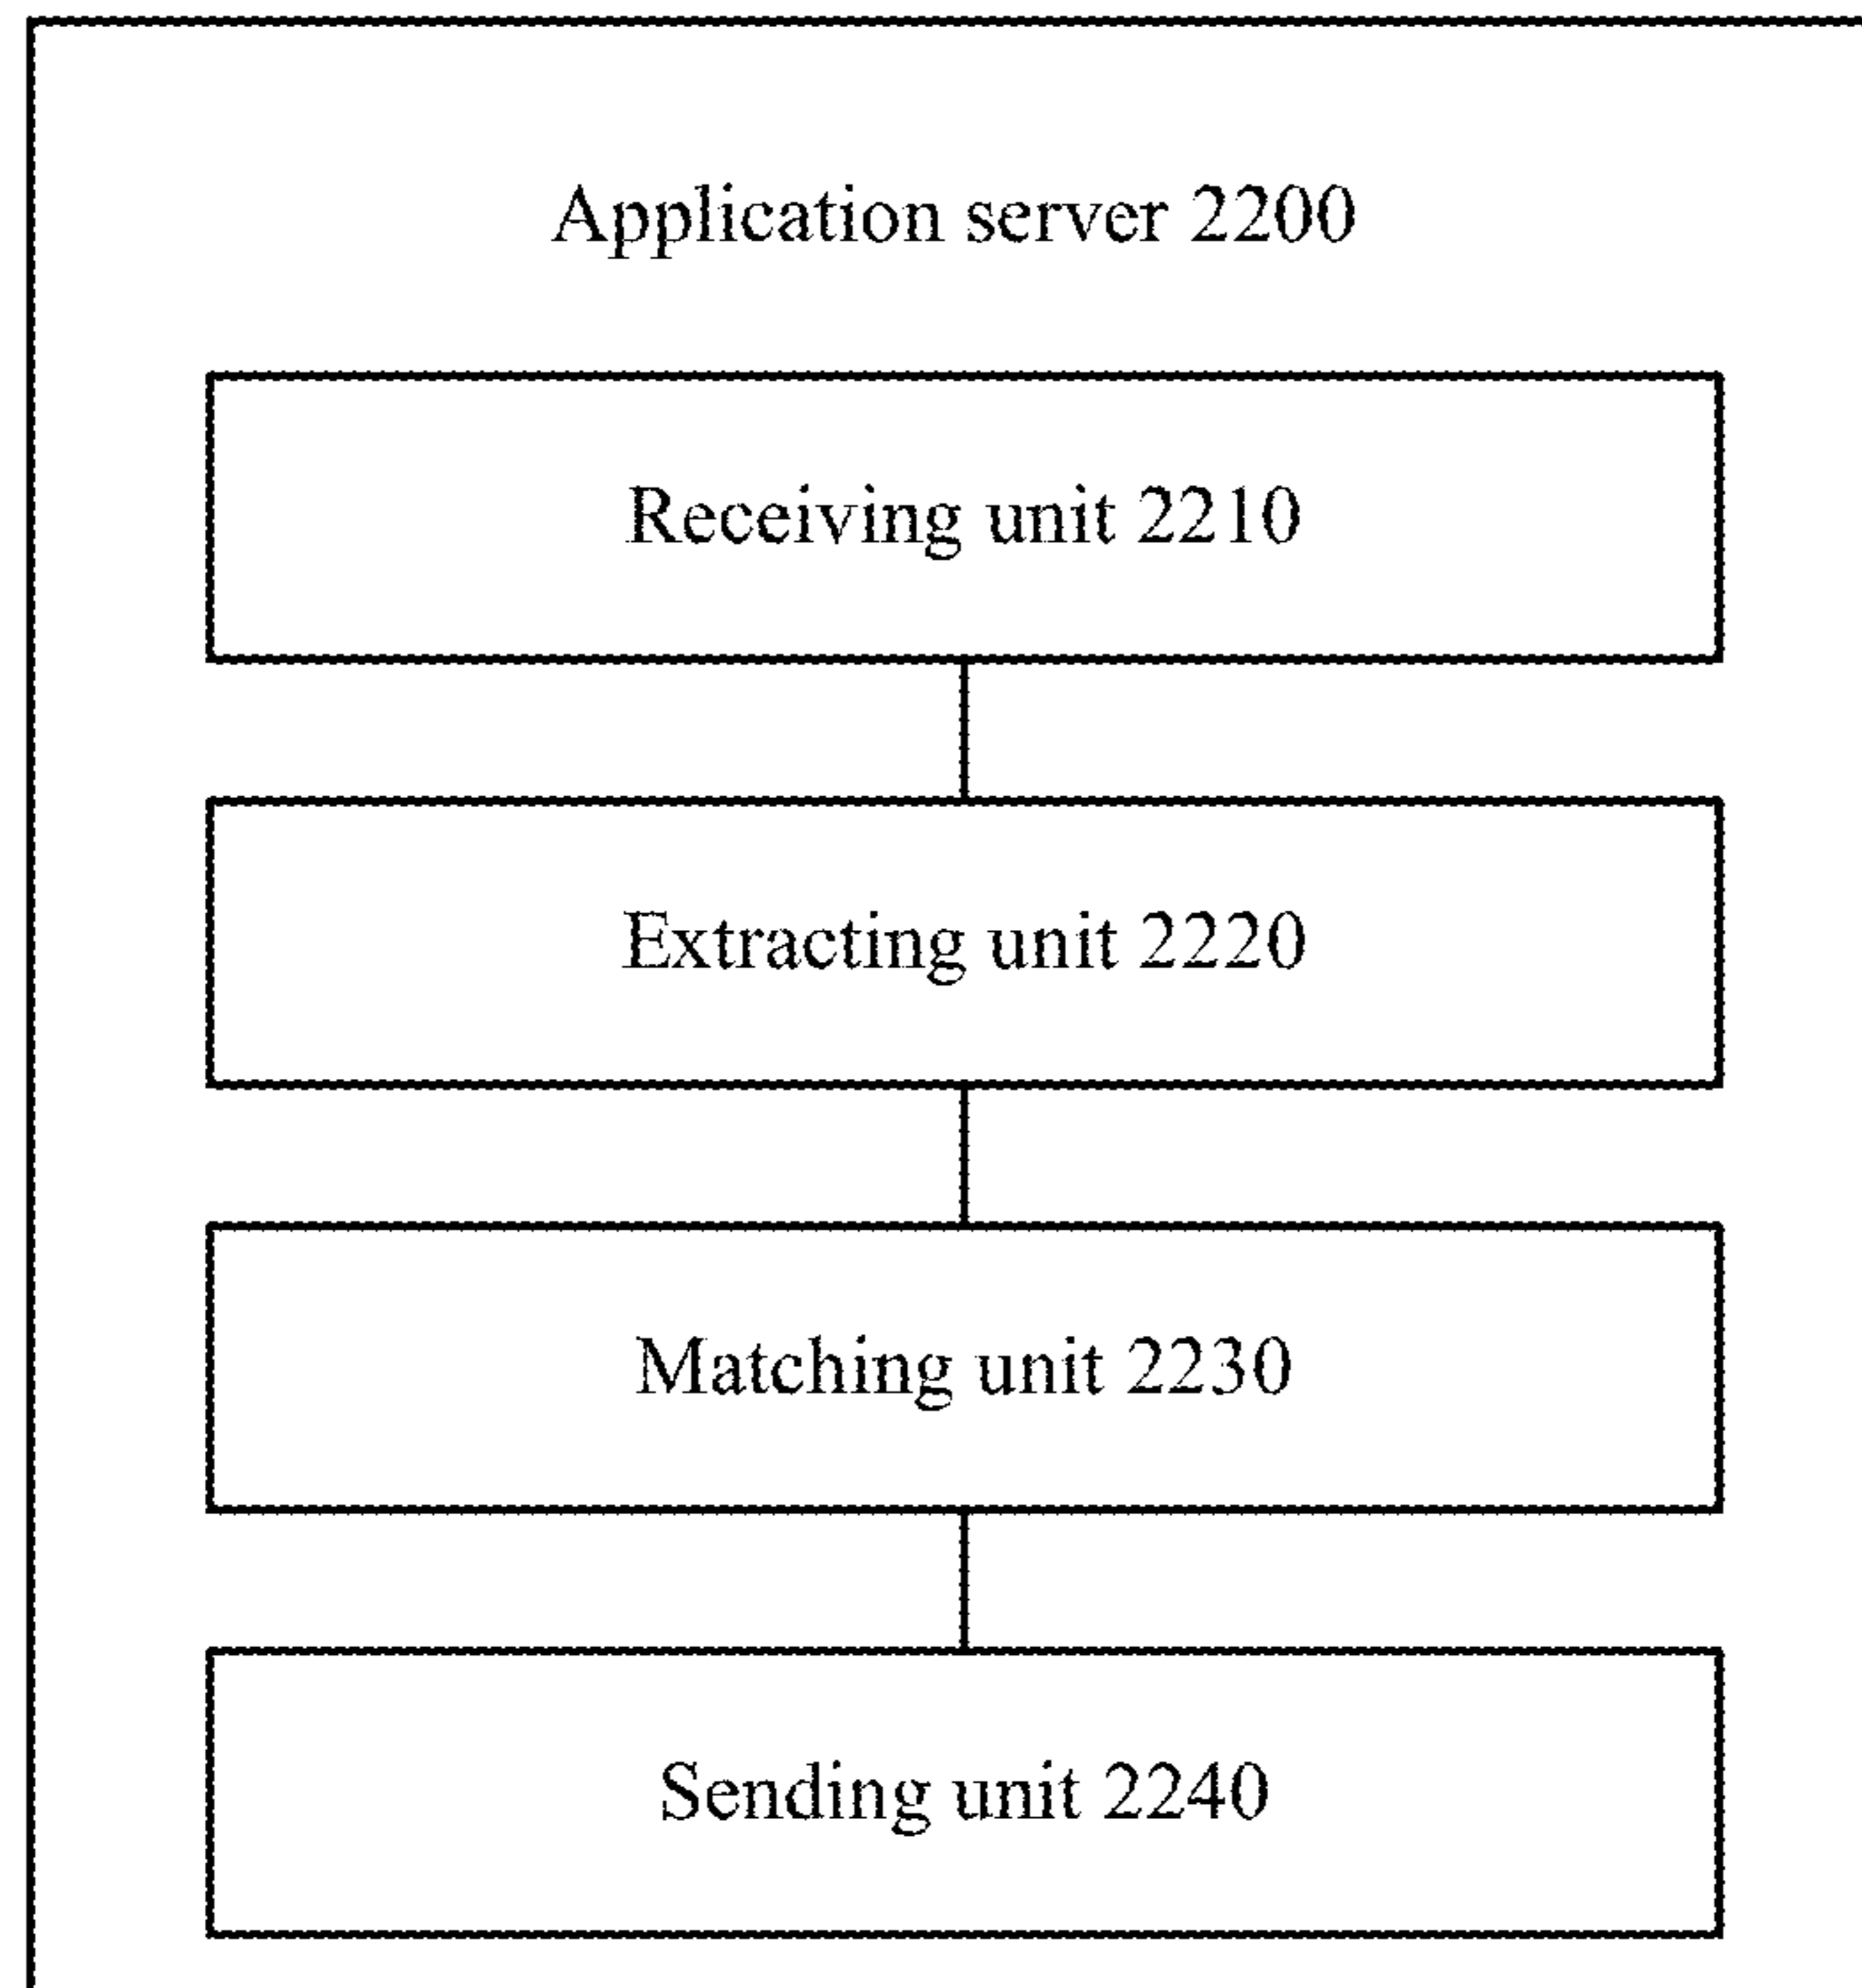 Application server 2200
Receiving unit 2210
Extracting unit 2220
Matching unit 2230
Sending unit 2240